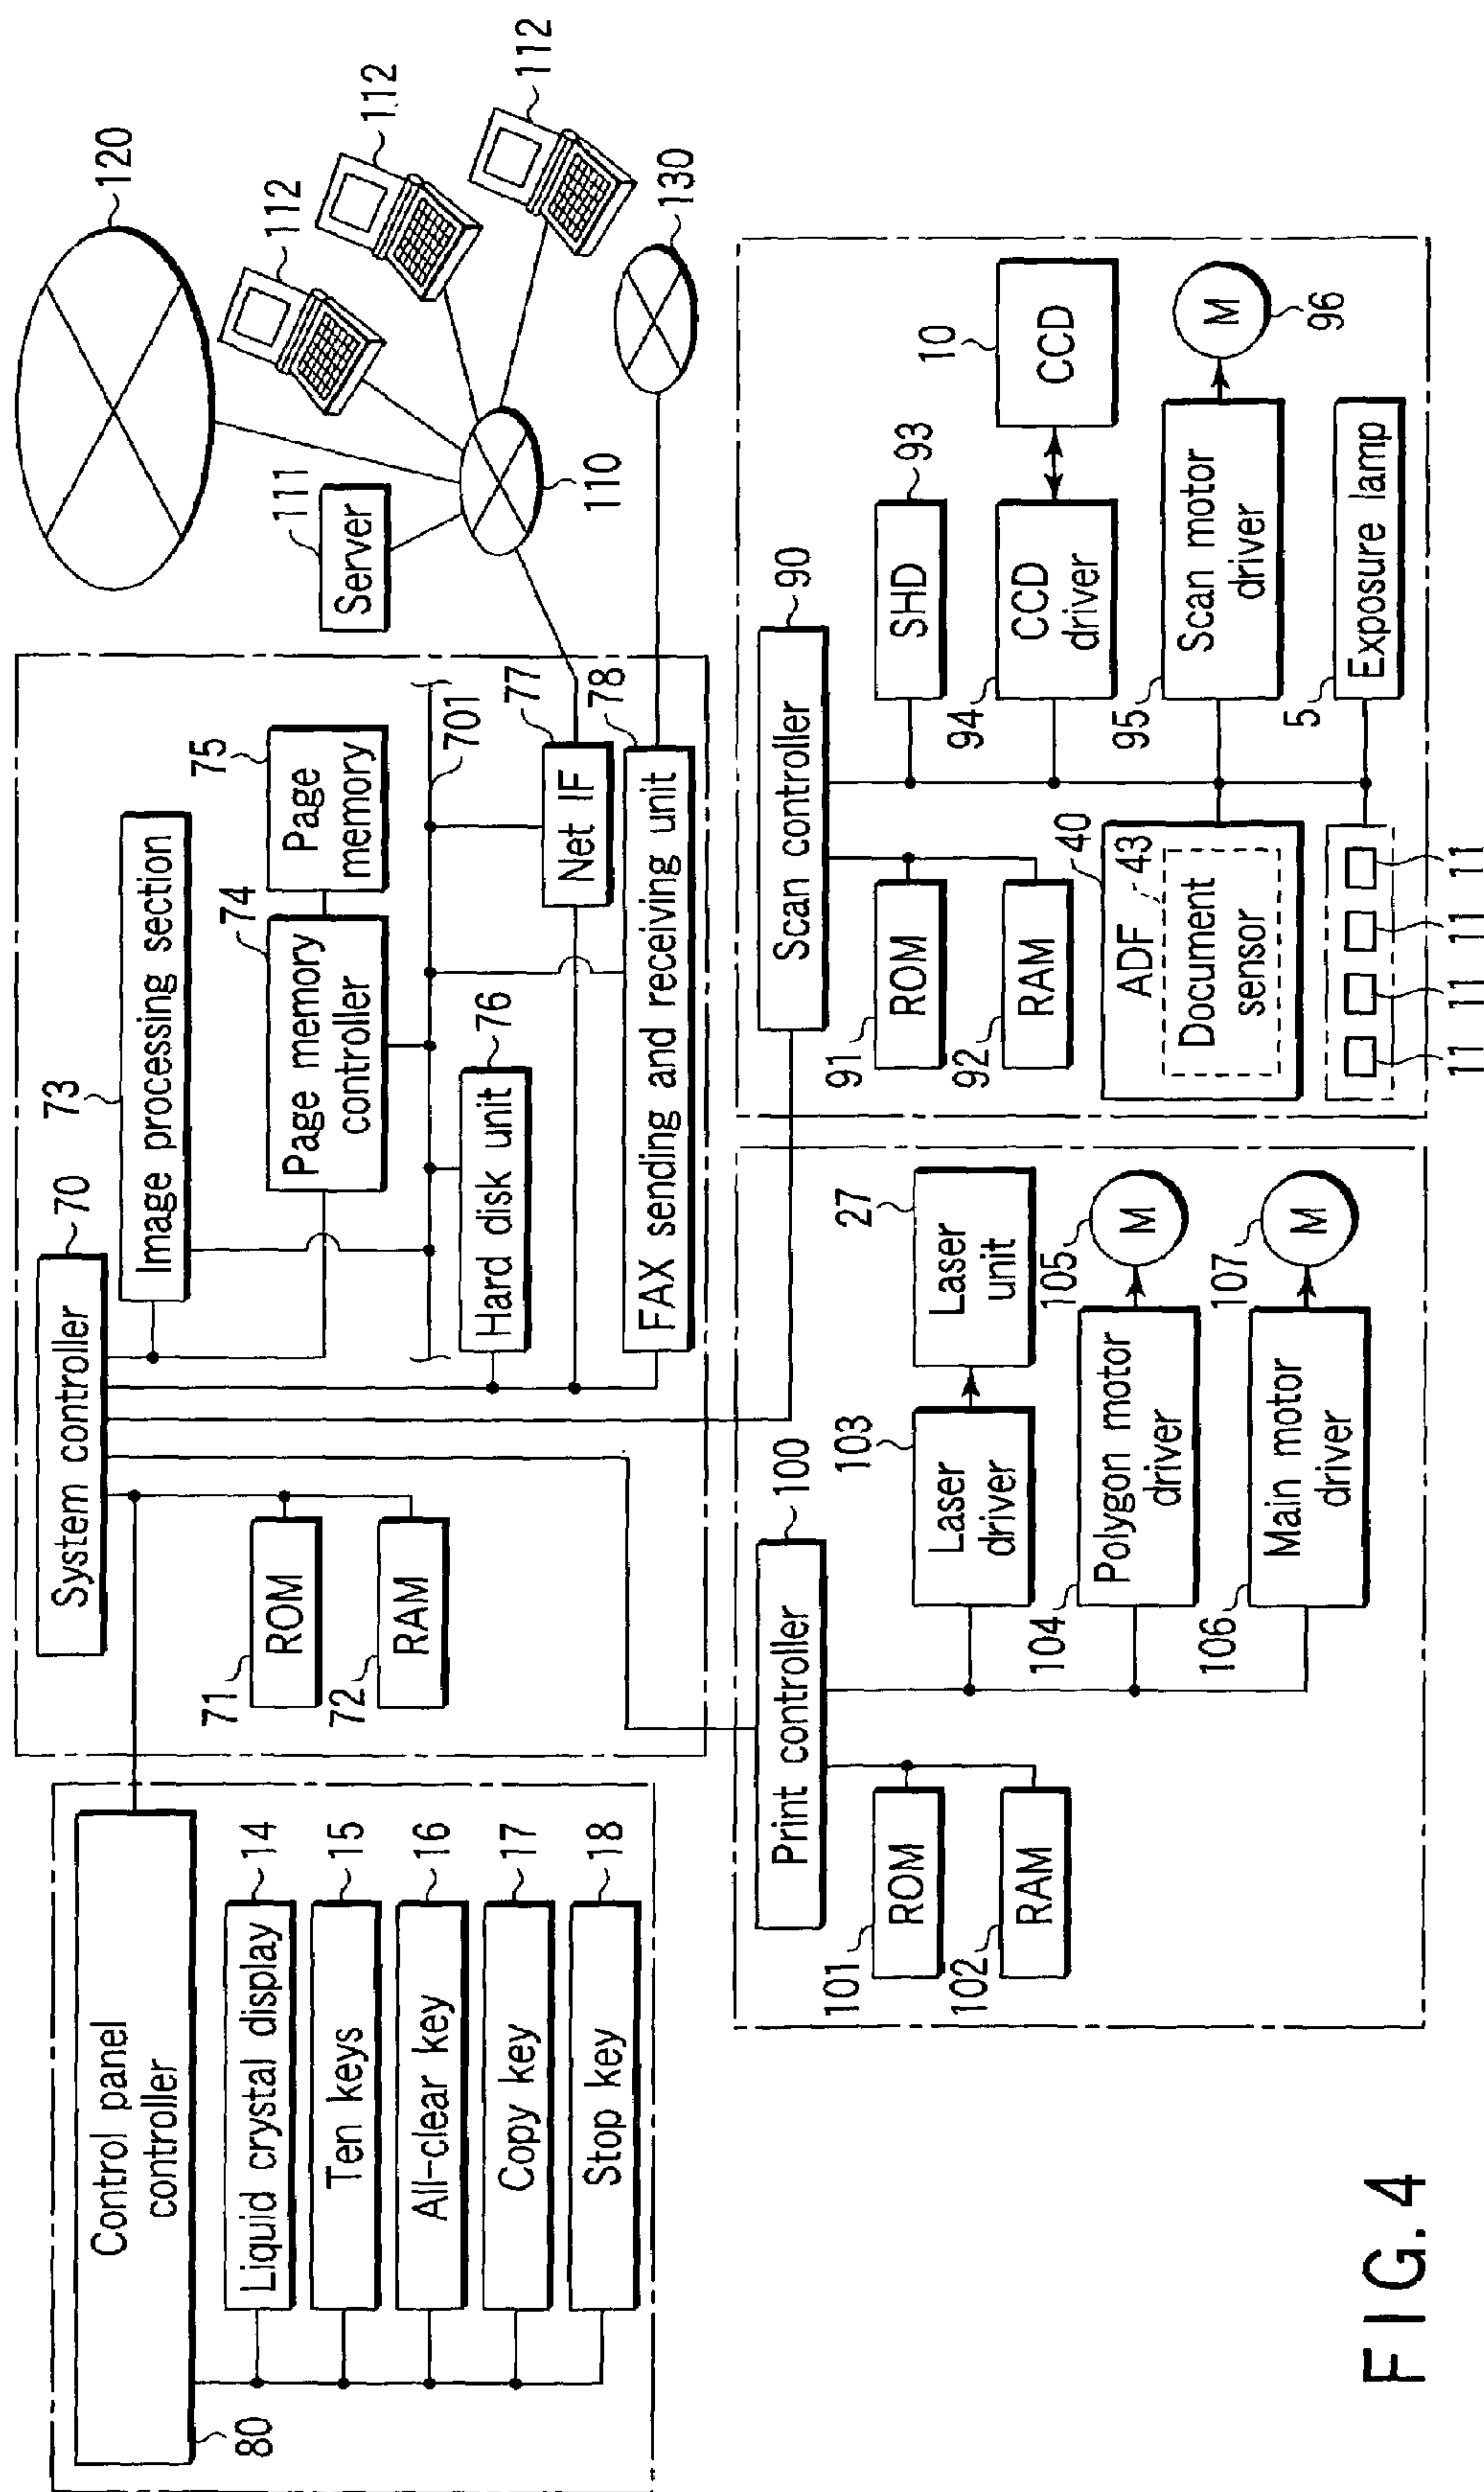 Control panel
controller
80
Liquid crystal display
14
Ten keys
15
All-clear key
16
Copy key
17
Stop key
18
System controller
70
ROM
71
RAM
72
Image processing section
73
Page memory
controller
74
Page
memory
75
701
Hard disk unit
76
Net IF
77
FAX sending and receiving unit
78
Server
111
110
120
112
112
112
130
Print controller
100
ROM
101
RAM
102
Laser
driver
103
Laser
unit
27
Polygon motor
driver
104
M
105
Main motor
driver
106
M
107
Scan controller
90
ROM
91
RAM
92
SHD
93
CCD
driver
94
CCD
10
Scan motor
driver
95
M
96
Exposure lamp
5
ADF
40
43
Document
sensor
11
11
11
11
FIG. 4